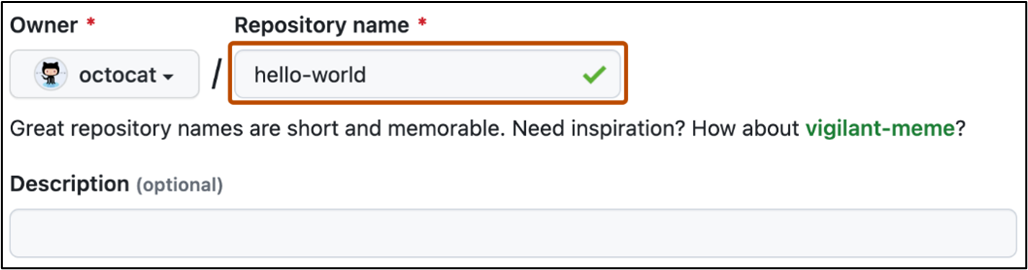 Owner * Repository name *
octocat / hello-world
Great repository names are short and memorable. Need inspiration? How about vigilant-meme?
Description (optional)